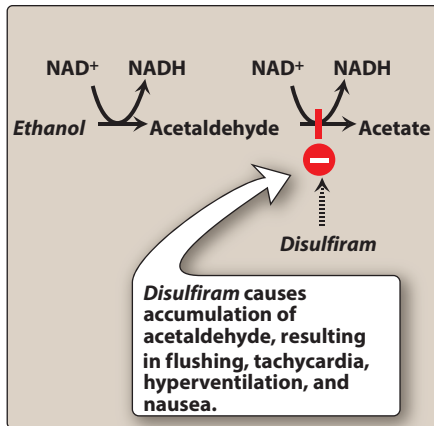 NAD+ NADH NAD+ NADH
Ethanol Acetaldehyde Acetate
Disulfiram
Disulfiram causes
accumulation of
acetaldehyde, resulting
in flushing, tachycardia,
hyperventilation, and
nausea.